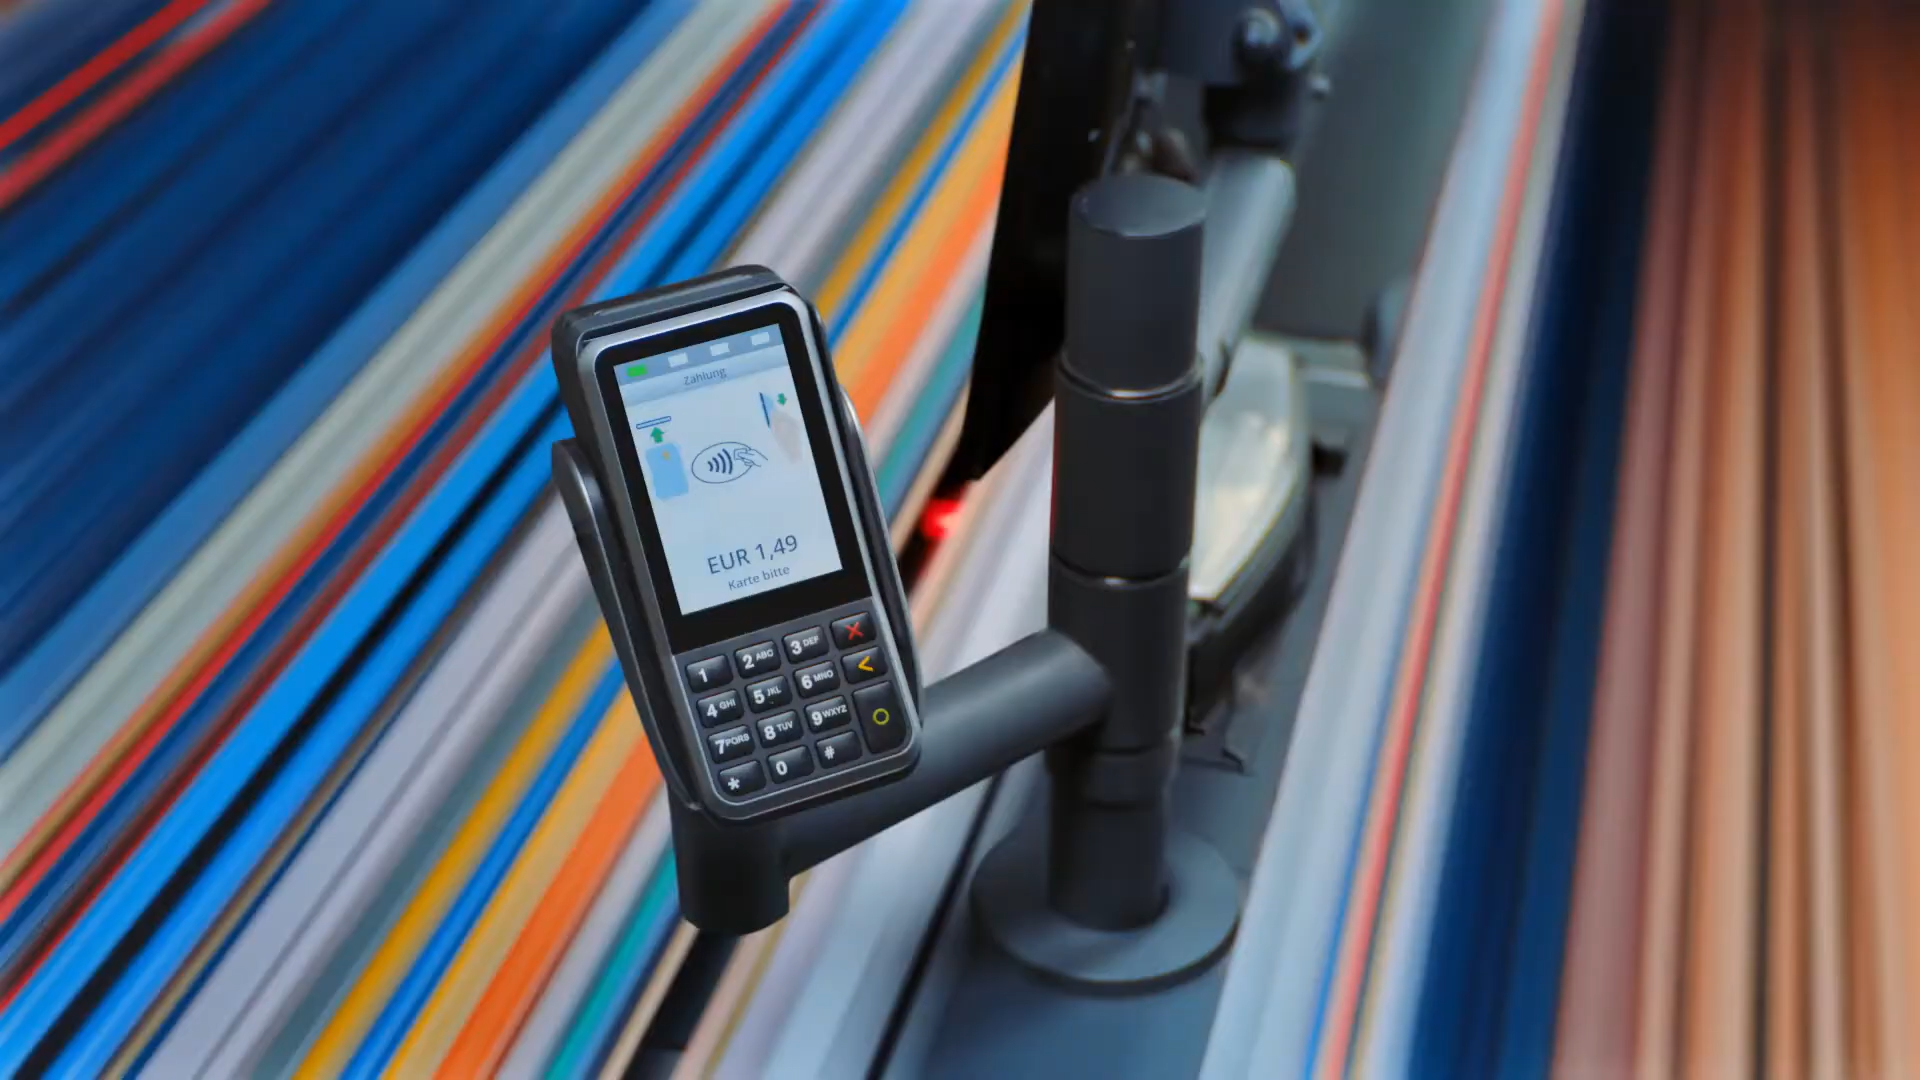 Zahlung
EUR 1,49
Karte bitte
1 2 ABC 3 DEF
4 GHI 5 JKL 6 MNO
7 PQRS 8 TUV 9 WXYZ
* 0 #